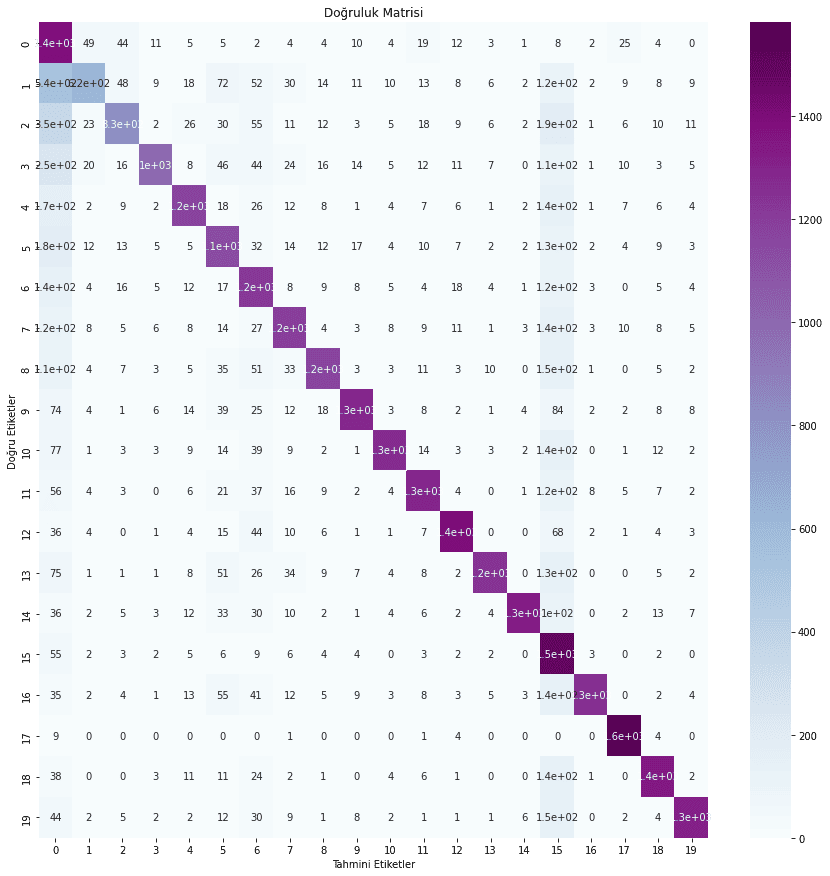 Doğruluk Matrisi
0 1.4e+03 49 44 11 5 5 2 4 4 10 4 19 12 3 1 8 2 25 4 0
1 5.4e+02 6.2e+02 48 9 18 72 52 30 14 11 10 13 8 6 2 1.2e+02 2 9 8 9
2 3.5e+02 23 8.3e+02 2 26 30 55 11 12 3 5 18 9 6 2 1.9e+02 1 6 10 11
3 2.5e+02 20 16 1e+03 8 46 44 24 16 14 5 12 11 7 0 1.1e+02 1 10 3 5
4 1.7e+02 2 9 2 1.2e+03 18 26 12 8 1 4 7 6 1 2 1.4e+02 1 7 6 4
5 1.8e+02 12 13 5 5 1.1e+03 32 14 12 17 4 10 7 2 2 1.3e+02 2 4 9 3
6 1.4e+02 4 16 5 12 17 1.2e+03 8 9 8 5 4 18 4 1 1.2e+02 3 0 5 4
7 1.2e+02 8 5 6 8 14 27 1.2e+03 4 3 8 9 11 1 3 1.4e+02 3 10 8 5
8 1.1e+02 4 7 3 5 35 51 33 1.2e+03 3 3 11 3 10 0 1.5e+02 1 0 5 2
9 74 4 1 6 14 39 25 12 18 1.3e+03 3 8 2 1 4 84 2 2 8 8
10 77 1 3 3 9 14 39 9 2 1 1.3e+03 14 3 3 2 1.4e+02 0 1 12 2
11 56 4 3 0 6 21 37 16 9 2 4 1.3e+03 4 0 1 1.2e+02 8 5 7 2
12 36 4 0 1 4 15 44 10 6 1 1 7 1.4e+03 0 0 68 2 1 4 3
13 75 1 1 1 8 51 26 34 9 7 4 8 2 1.2e+03 0 1.3e+02 0 0 5 2
14 36 2 5 3 12 33 30 10 2 1 4 6 2 4 1.3e+03 1e+02 0 2 13 7
15 55 2 3 2 5 6 9 6 4 4 0 3 2 2 0 1.5e+03 3 0 2 0
16 35 2 4 1 13 55 41 12 5 9 3 8 3 5 3 1.4e+02 1.3e+03 0 2 4
17 9 0 0 0 0 0 0 1 0 0 0 1 4 0 0 0 0 1.6e+03 4 0
18 38 0 0 3 11 11 24 2 1 0 4 6 1 0 0 1.4e+02 1 0 1.4e+03 2
19 44 2 5 2 2 12 30 9 1 8 2 1 1 1 6 1.5e+02 0 2 4 1.3e+03
0 1 2 3 4 5 6 7 8 9 10 11 12 13 14 15 16 17 18 19
Tahmini Etiketler
Doğru Etiketler
1400
1200
1000
800
600
400
200
0